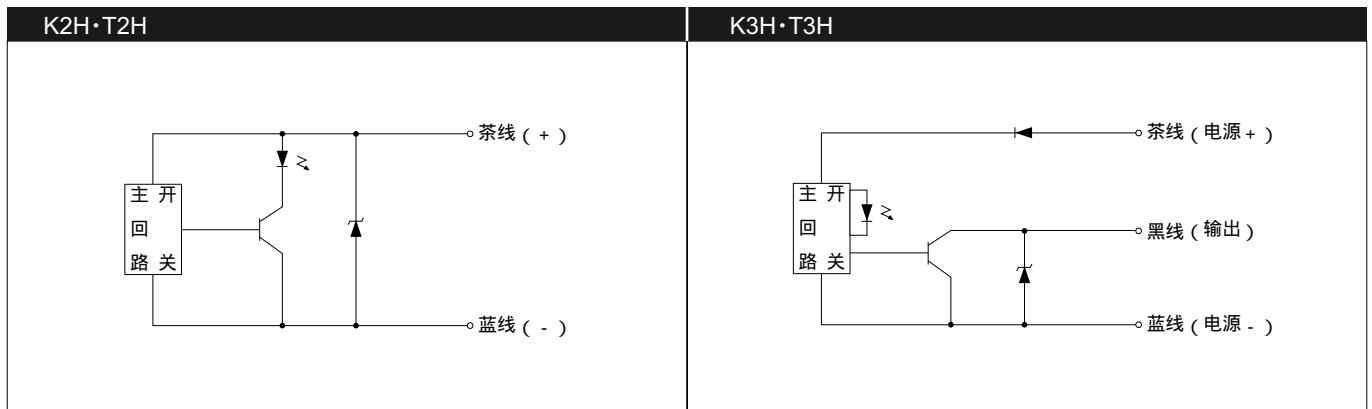 K2H·T2H
茶线 ( + )
主 开
回
路 关
蓝线 ( - )
K3H·T3H
茶线 ( 电源 + )
主 开
回
路 关
黑线 ( 输出 )
蓝线 ( 电源 - )